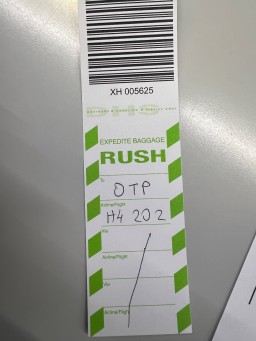 XH 005625
EXPEDITE BAGGAGE
RUSH
To
OTP
Airline/Flight
H4 202
Via
Airline/Flight
Via
Airline/Flight